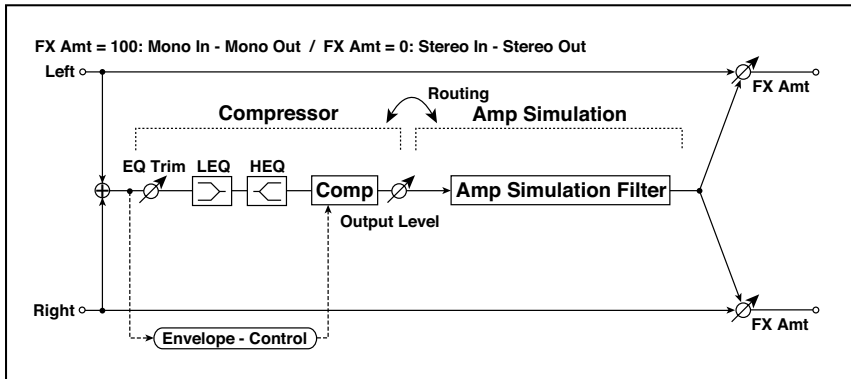 FX Amt = 100: Mono In - Mono Out / FX Amt = 0: Stereo In - Stereo Out
Left
FX Amt
Routing
Compressor
Amp Simulation
EQ Trim
LEQ
HEQ
Comp
Amp Simulation Filter
Output Level
Right
FX Amt
Envelope - Control